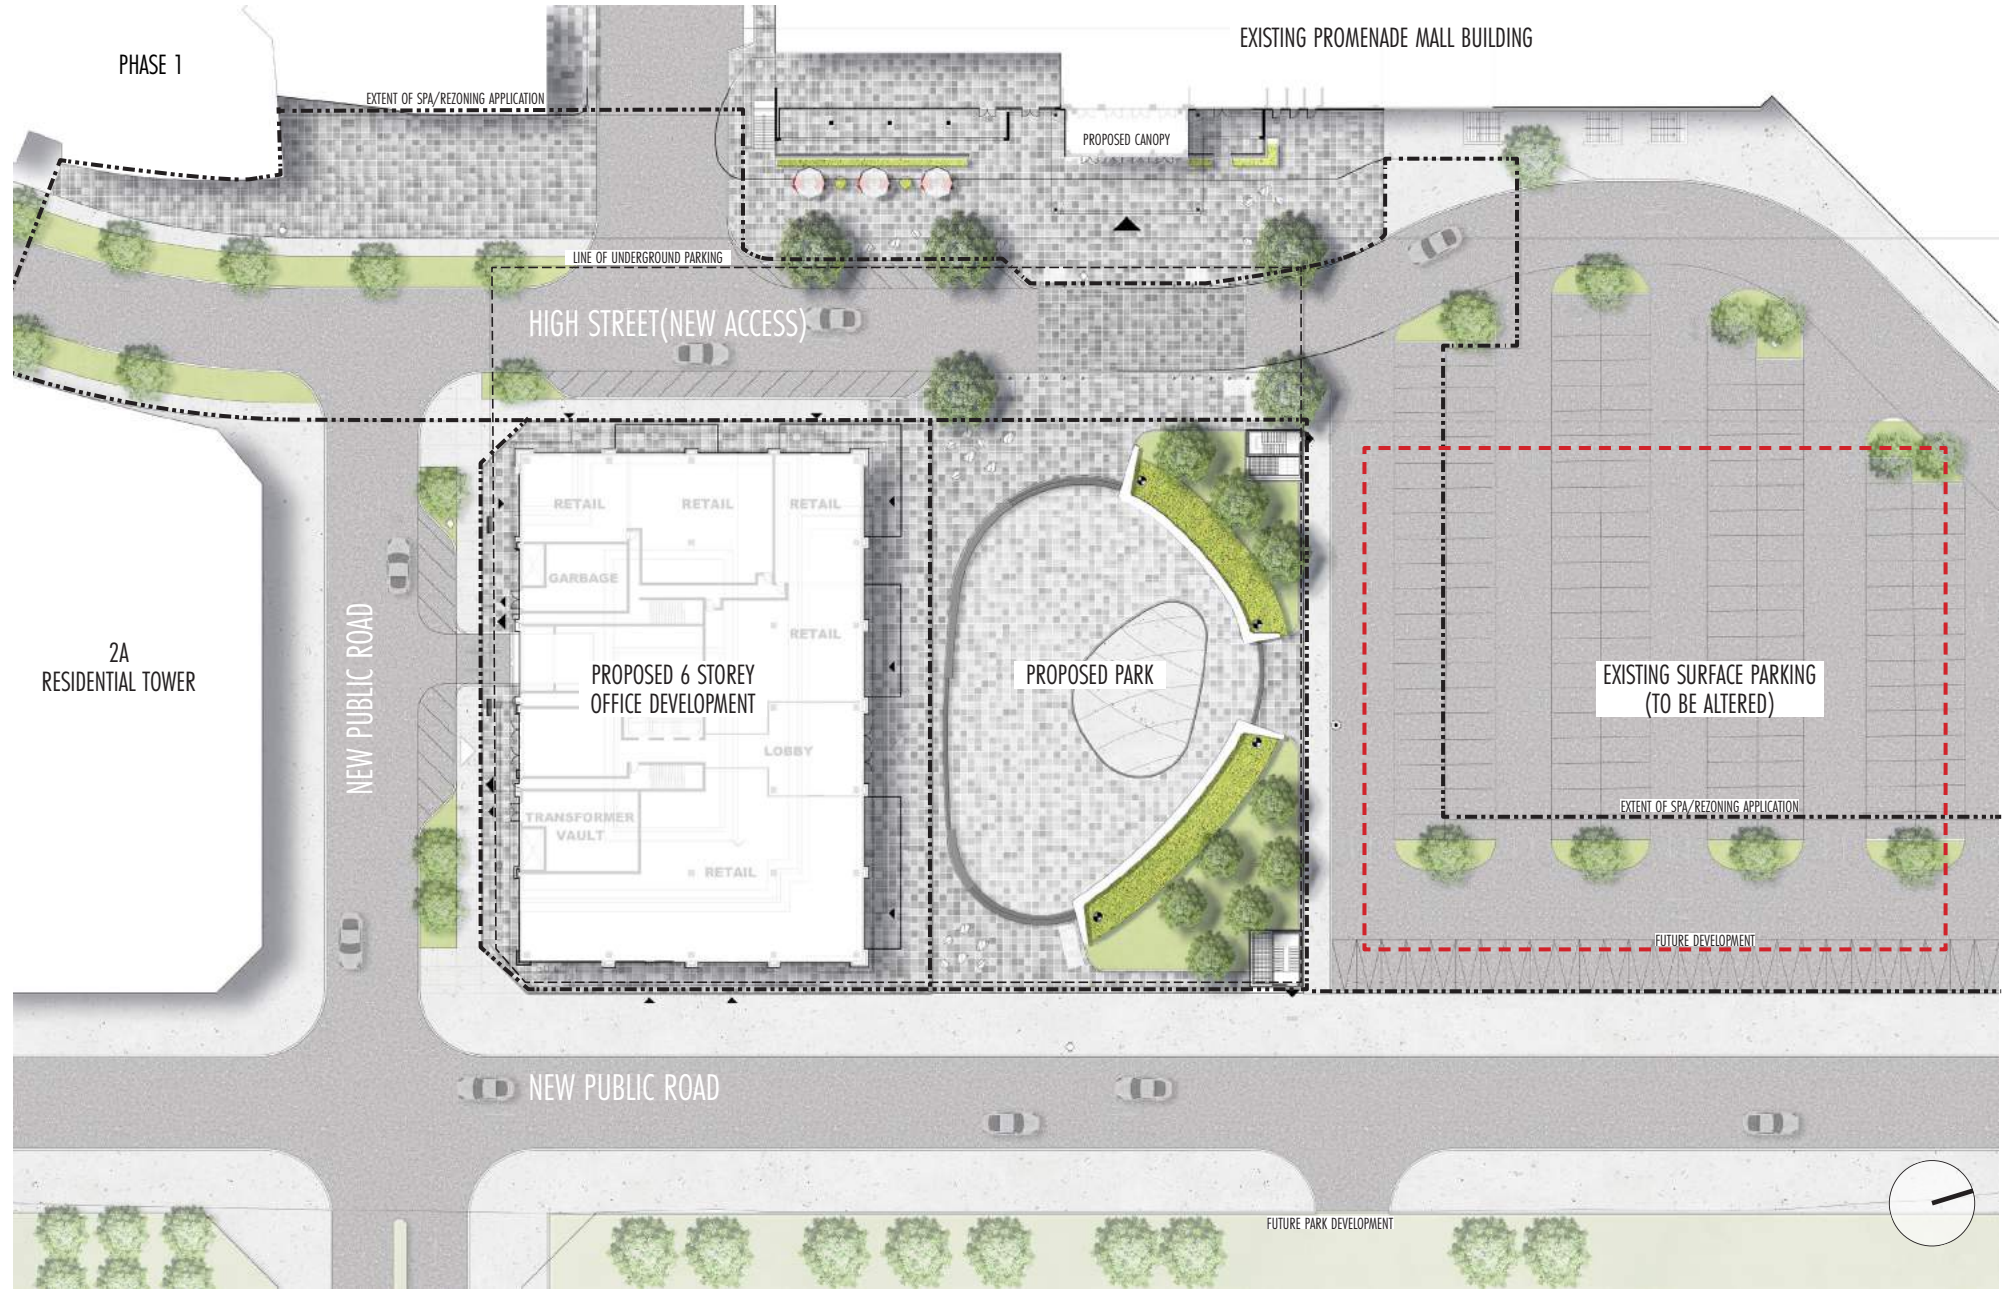 EXISTING PROMENADE MALL BUILDING
PHASE 1
EXTENT OF SPA/REZONING APPLICATION
PROPOSED CANOPY
LINE OF UNDERGROUND PARKING
HIGH STREET(NEW ACCESS)
RETAIL
RETAIL
RETAIL
GARBAGE
RETAIL
2A
RESIDENTIAL TOWER
NEW PUBLIC ROAD
PROPOSED 6 STOREY
OFFICE DEVELOPMENT
PROPOSED PARK
EXISTING SURFACE PARKING
(TO BE ALTERED)
LOBBY
TRANSFORMER
VAULT
RETAIL
EXTENT OF SPA/REZONING APPLICATION
FUTURE DEVELOPMENT
NEW PUBLIC ROAD
FUTURE PARK DEVELOPMENT